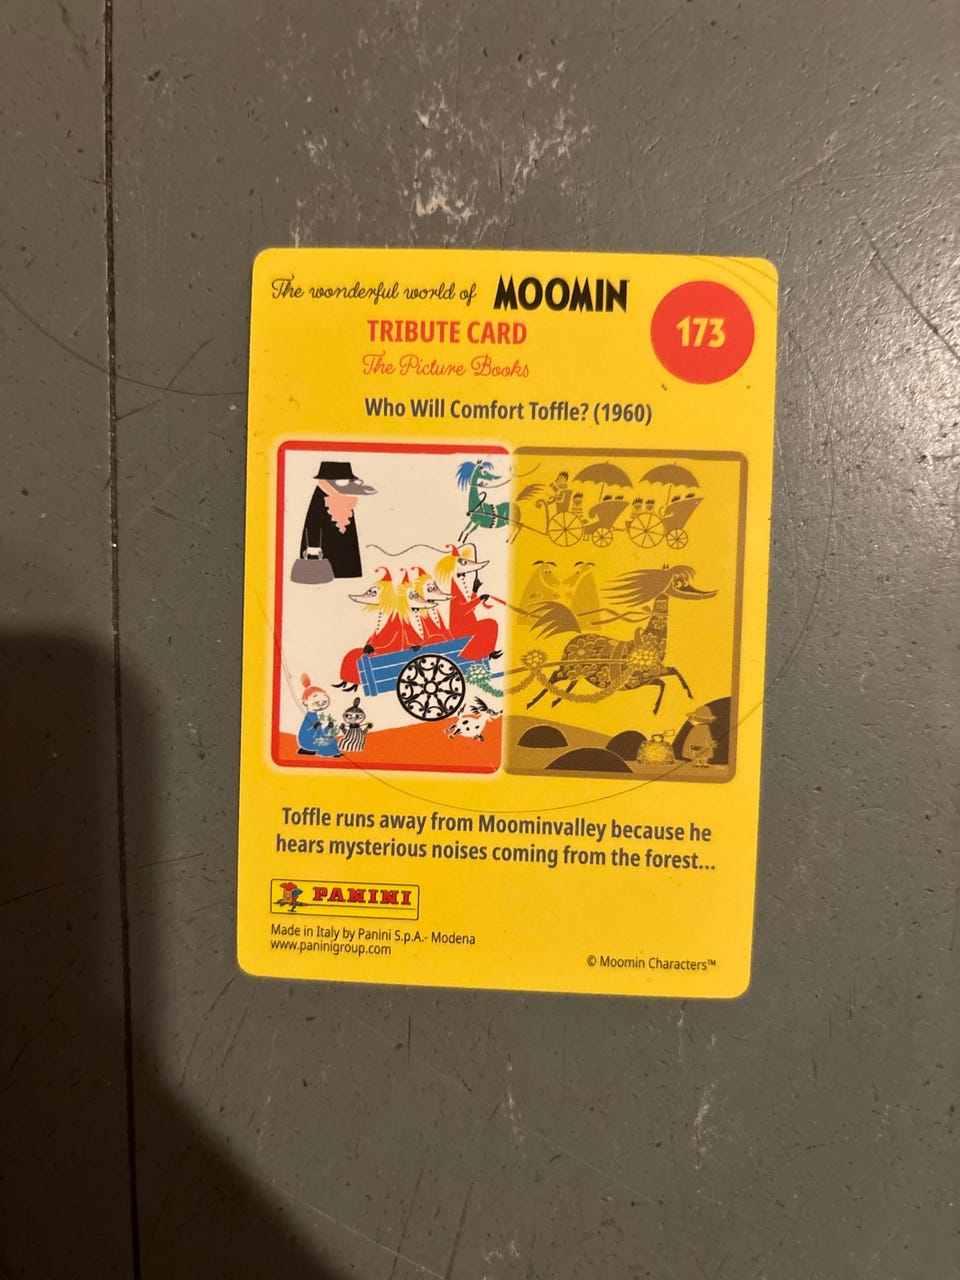 The wonderful world of MOOMIN
TRIBUTE CARD
173
The Picture Books
Who Will Comfort Toffle? (1960)
Toffle runs away from Moominvalley because he
hears mysterious noises coming from the forest...
PANINI
Made in Italy by Panini S.p.A.- Modena
www.paninigroup.com
© Moomin Characters™